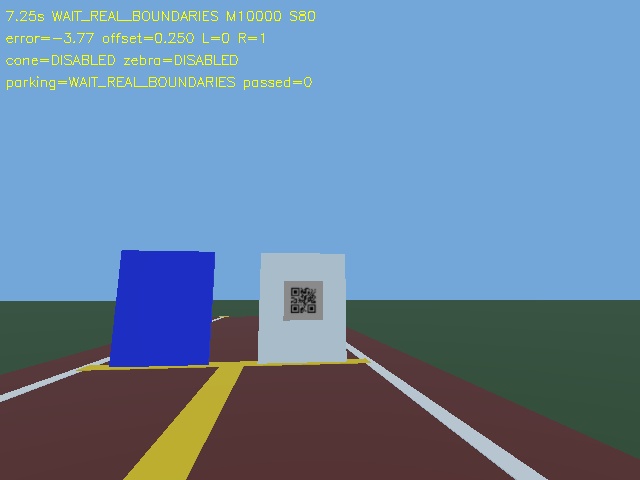 7.25s WAIT_REAL_BOUNDARIES M10000 S80
error=-3.77 offset=0.250 L=0 R=1
cone=DISABLED zebra=DISABLED
parking=WAIT_REAL_BOUNDARIES passed=0